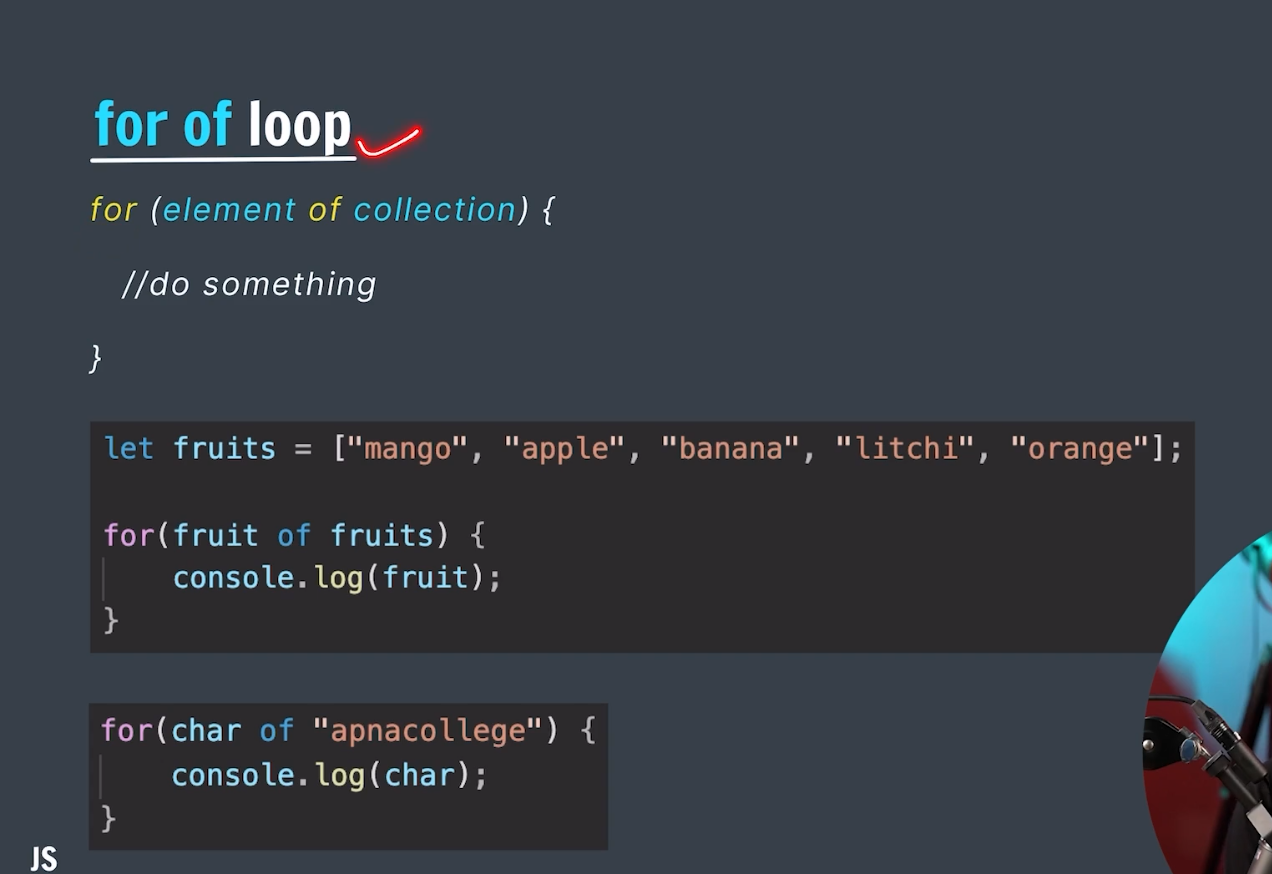 for of loop
for (element of collection) {
//do something
}
let fruits = ["mango", "apple", "banana", "litchi", "orange"];
for(fruit of fruits) {
console.log(fruit);
}
for(char of "apnacollege") {
console.log(char);
}
JS